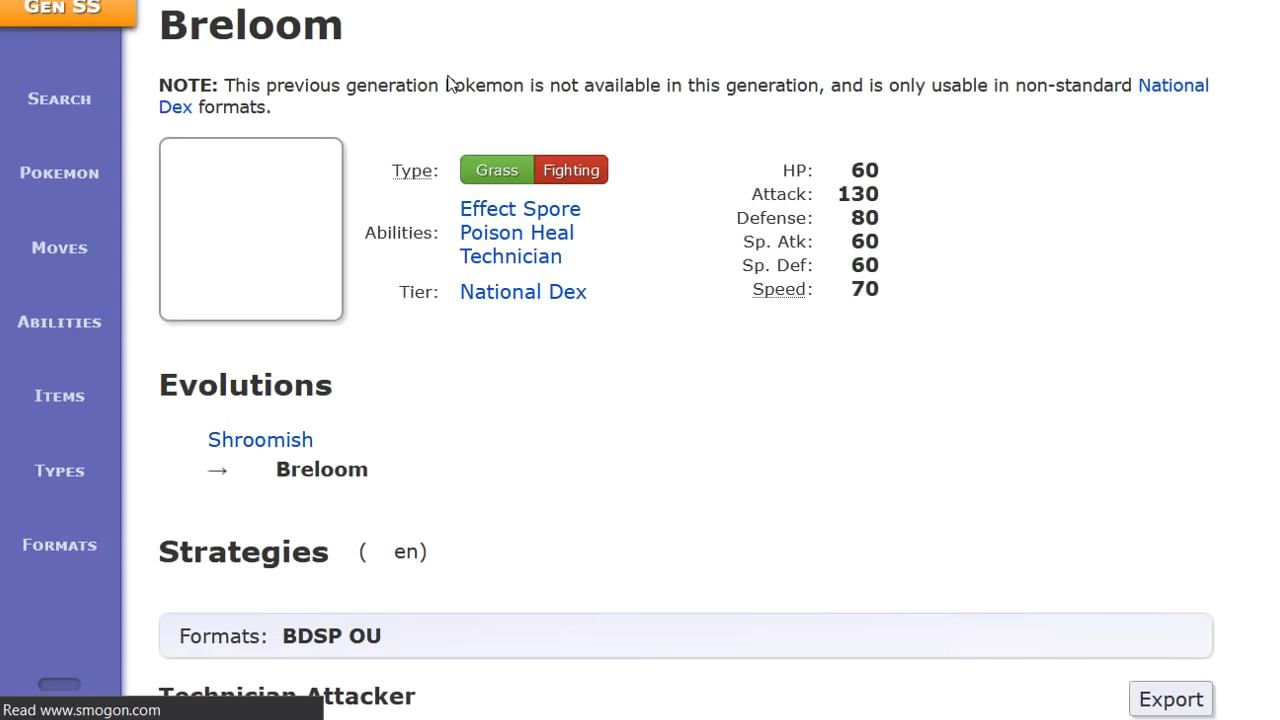 Gen SS
Breloom
NOTE: This previous generation pokemon is not available in this generation, and is only usable in non-standard National
Dex formats.
Search
Pokemon
Moves
Abilities
Items
Types
Formats
Type: Grass Fighting
Abilities: Effect Spore
Poison Heal
Technician
Tier: National Dex
HP: 60
Attack: 130
Defense: 80
Sp. Atk: 60
Sp. Def: 60
Speed: 70
Evolutions
Shroomish
→ Breloom
Strategies ( en)
Formats: BDSP OU
Technician Attacker
Export
Read www.smogon.com